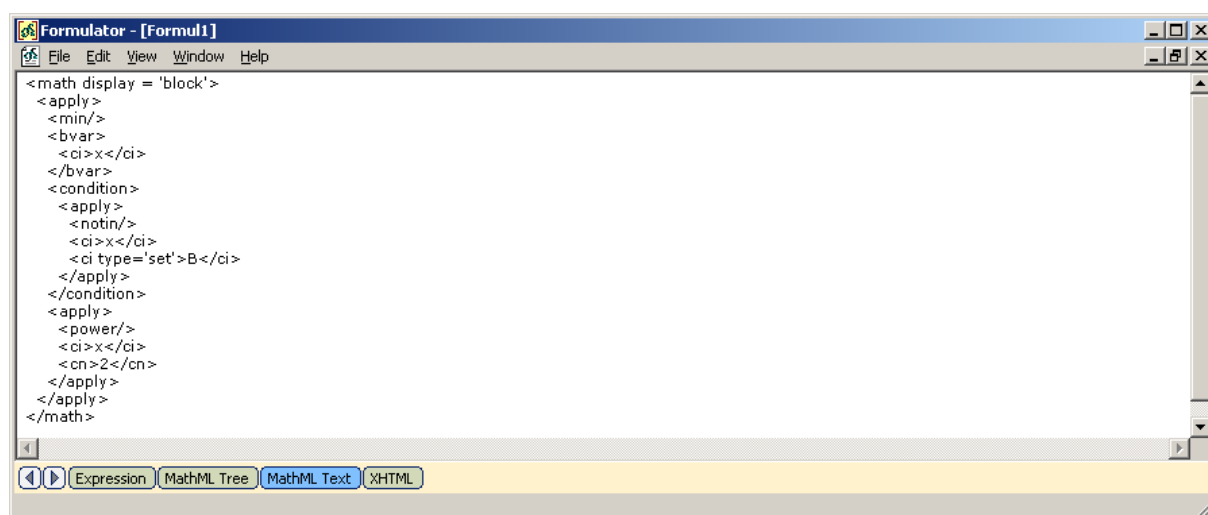 Formulator - [Formul1]
File Edit View Window Help
<math display = 'block'>
<apply>
<min/>
<bvar>
<ci>x</ci>
</bvar>
<condition>
<apply>
<notin/>
<ci>x</ci>
<ci type='set'>B</ci>
</apply>
</condition>
<apply>
<power/>
<ci>x</ci>
<cn>2</cn>
</apply>
</apply>
</math>
Expression MathML Tree MathML Text XHTML